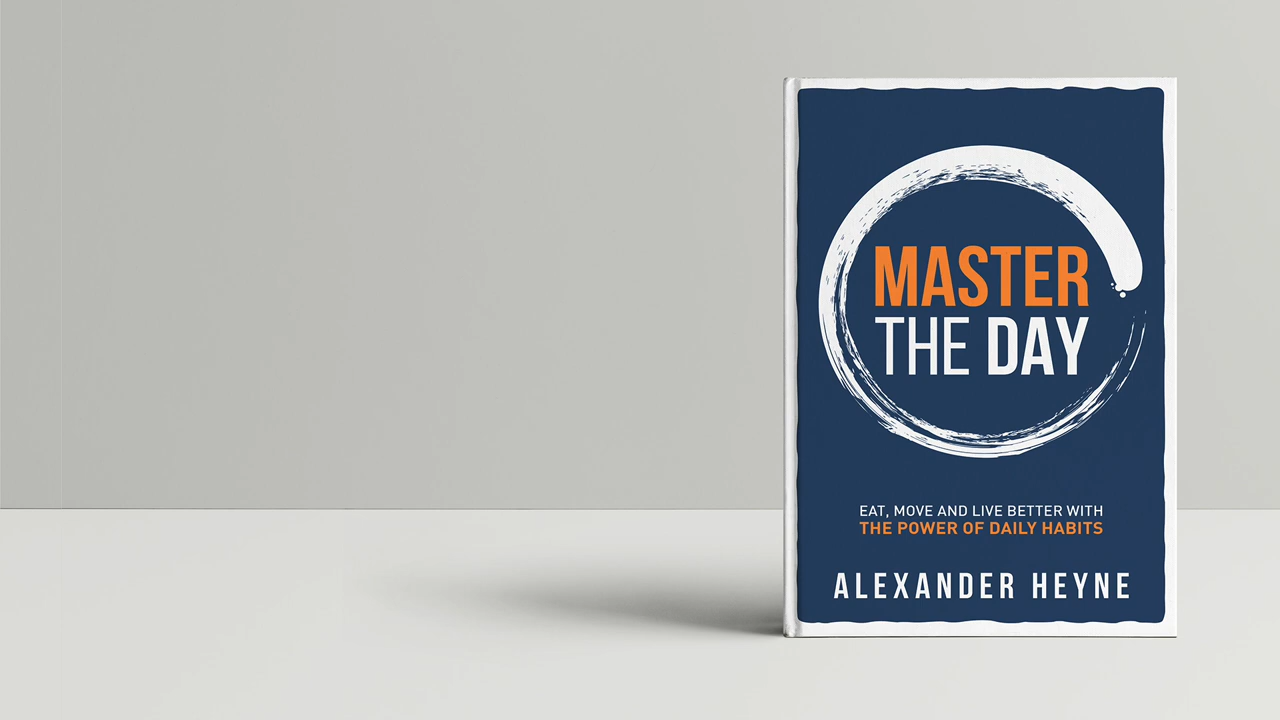 MASTER
THE DAY
EAT, MOVE AND LIVE BETTER WITH
THE POWER OF DAILY HABITS
ALEXANDER HEYNE